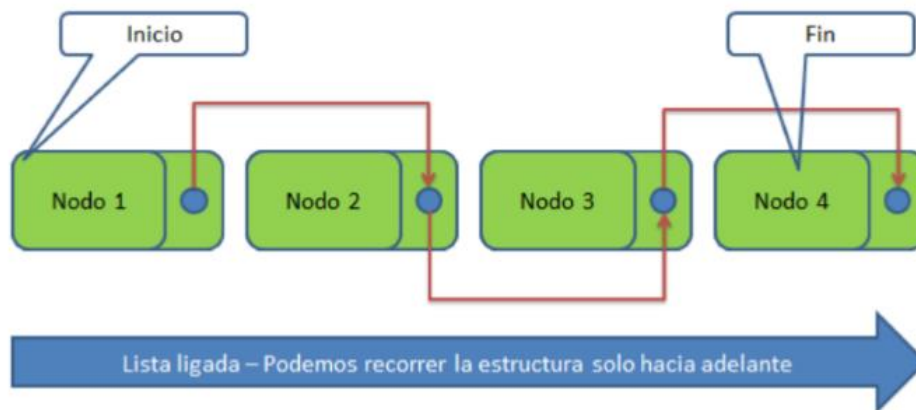 Inicio
Fin
Nodo 1
Nodo 2
Nodo 3
Nodo 4
Lista ligada – Podemos recorrer la estructura solo hacia adelante